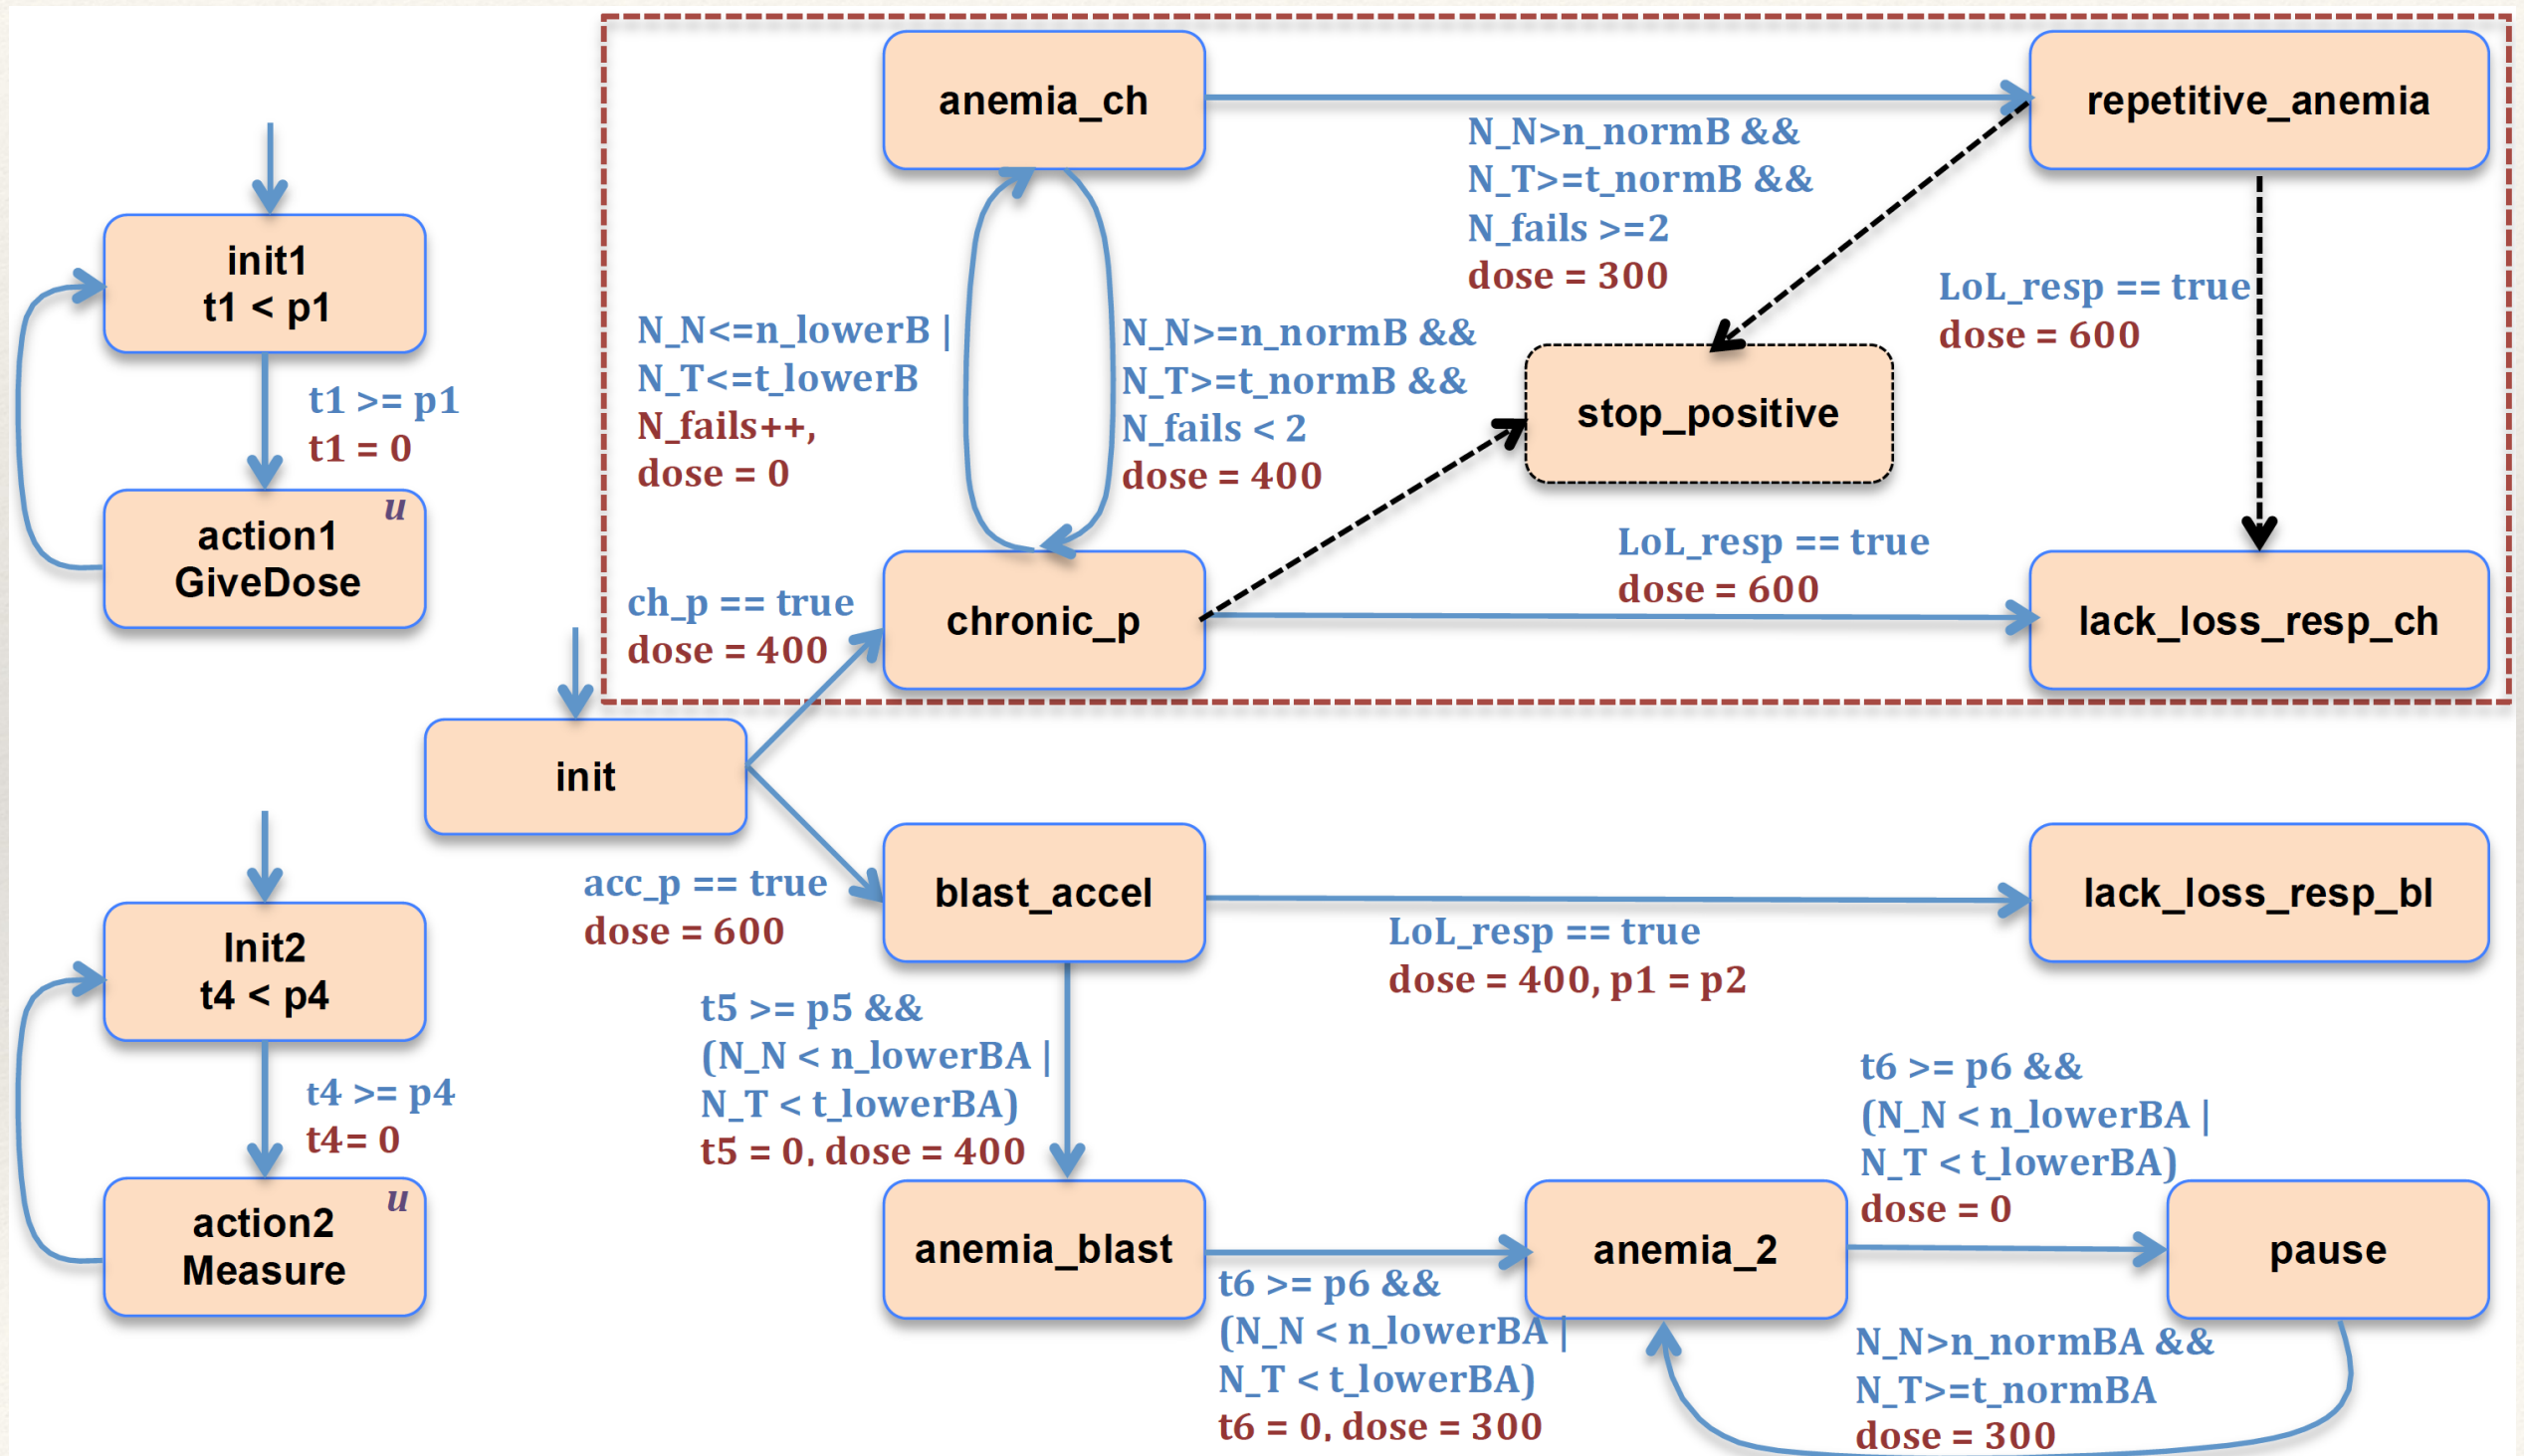 anemia_ch
repetitive_anemia
N_N>n_normB &&
N_T>=t_normB &&
N_fails >=2
dose = 300
init1
t1 < p1
LoL_resp == true
dose = 600
N_N<=n_lowerB |
N_T<=t_lowerB
N_fails++,
dose = 0
N_N>=n_normB &&
N_T>=t_normB &&
N_fails < 2
dose = 400
stop_positive
t1 >= p1
t1 = 0
u
action1
GiveDose
LoL_resp == true
dose = 600
ch_p == true
dose = 400
chronic_p
lack_loss_resp_ch
init
acc_p == true
dose = 600
blast_accel
lack_loss_resp_bl
LoL_resp == true
dose = 400, p1 = p2
Init2
t4 < p4
t5 >= p5 &&
(N_N < n_lowerBA |
N_T < t_lowerBA)
t5 = 0, dose = 400
t4 >= p4
t4= 0
t6 >= p6 &&
(N_N < n_lowerBA |
N_T < t_lowerBA)
dose = 0
u
action2
Measure
anemia_blast
anemia_2
pause
t6 >= p6 &&
(N_N < n_lowerBA |
N_T < t_lowerBA)
t6 = 0, dose = 300
N_N>n_normBA &&
N_T>=t_normBA
dose = 300